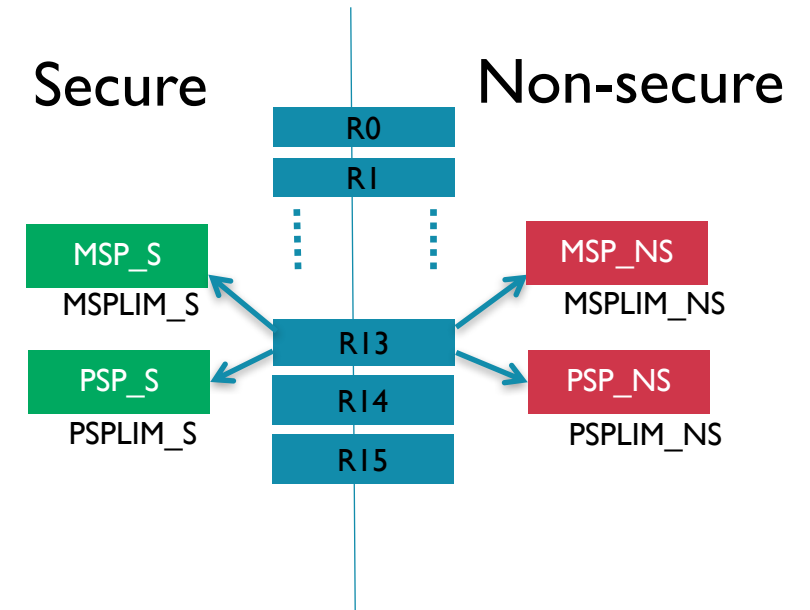 Secure
Non-secure
R0
R1
MSP_S
MSPLIM_S
MSP_NS
MSPLIM_NS
R13
PSP_S
PSPLIM_S
PSP_NS
PSPLIM_NS
R14
R15